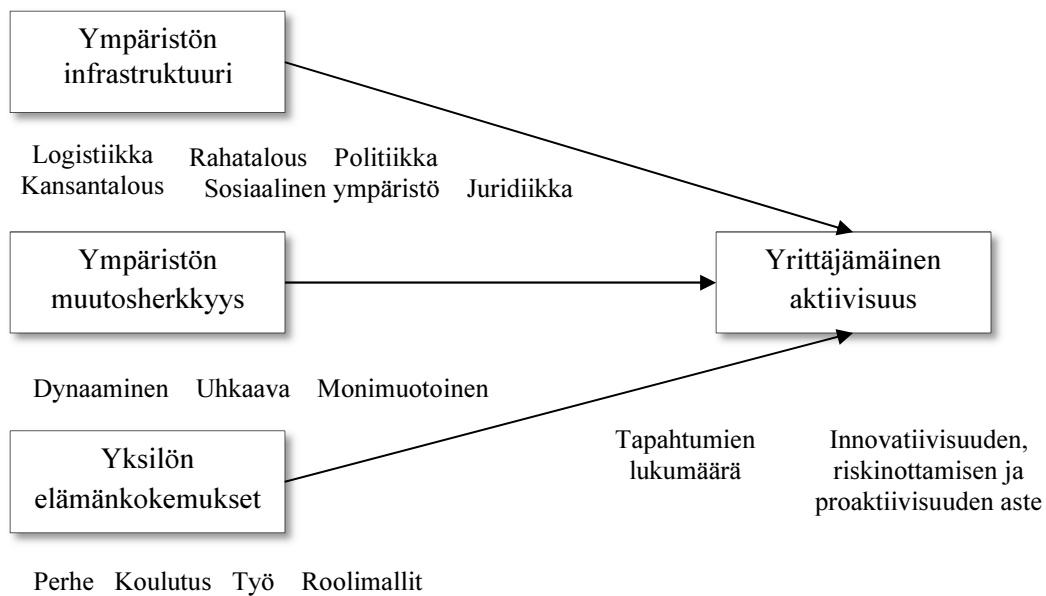 Ympäristön
infrastruktuuri
Logistiikka Rahatalous Politiikka
Kansantalous Sosiaalinen ympäristö Juridiikka
Ympäristön
muutosherkkyys
Yrittäjämäinen
aktiivisuus
Dynaaminen Uhkaava Monimuotoinen
Yksilön
elämänkokemukset
Tapahtumien
lukumäärä
Innovatiivisuuden,
riskinottamisen ja
proaktiivisuuden aste
Perhe Koulutus Työ Roolimallit